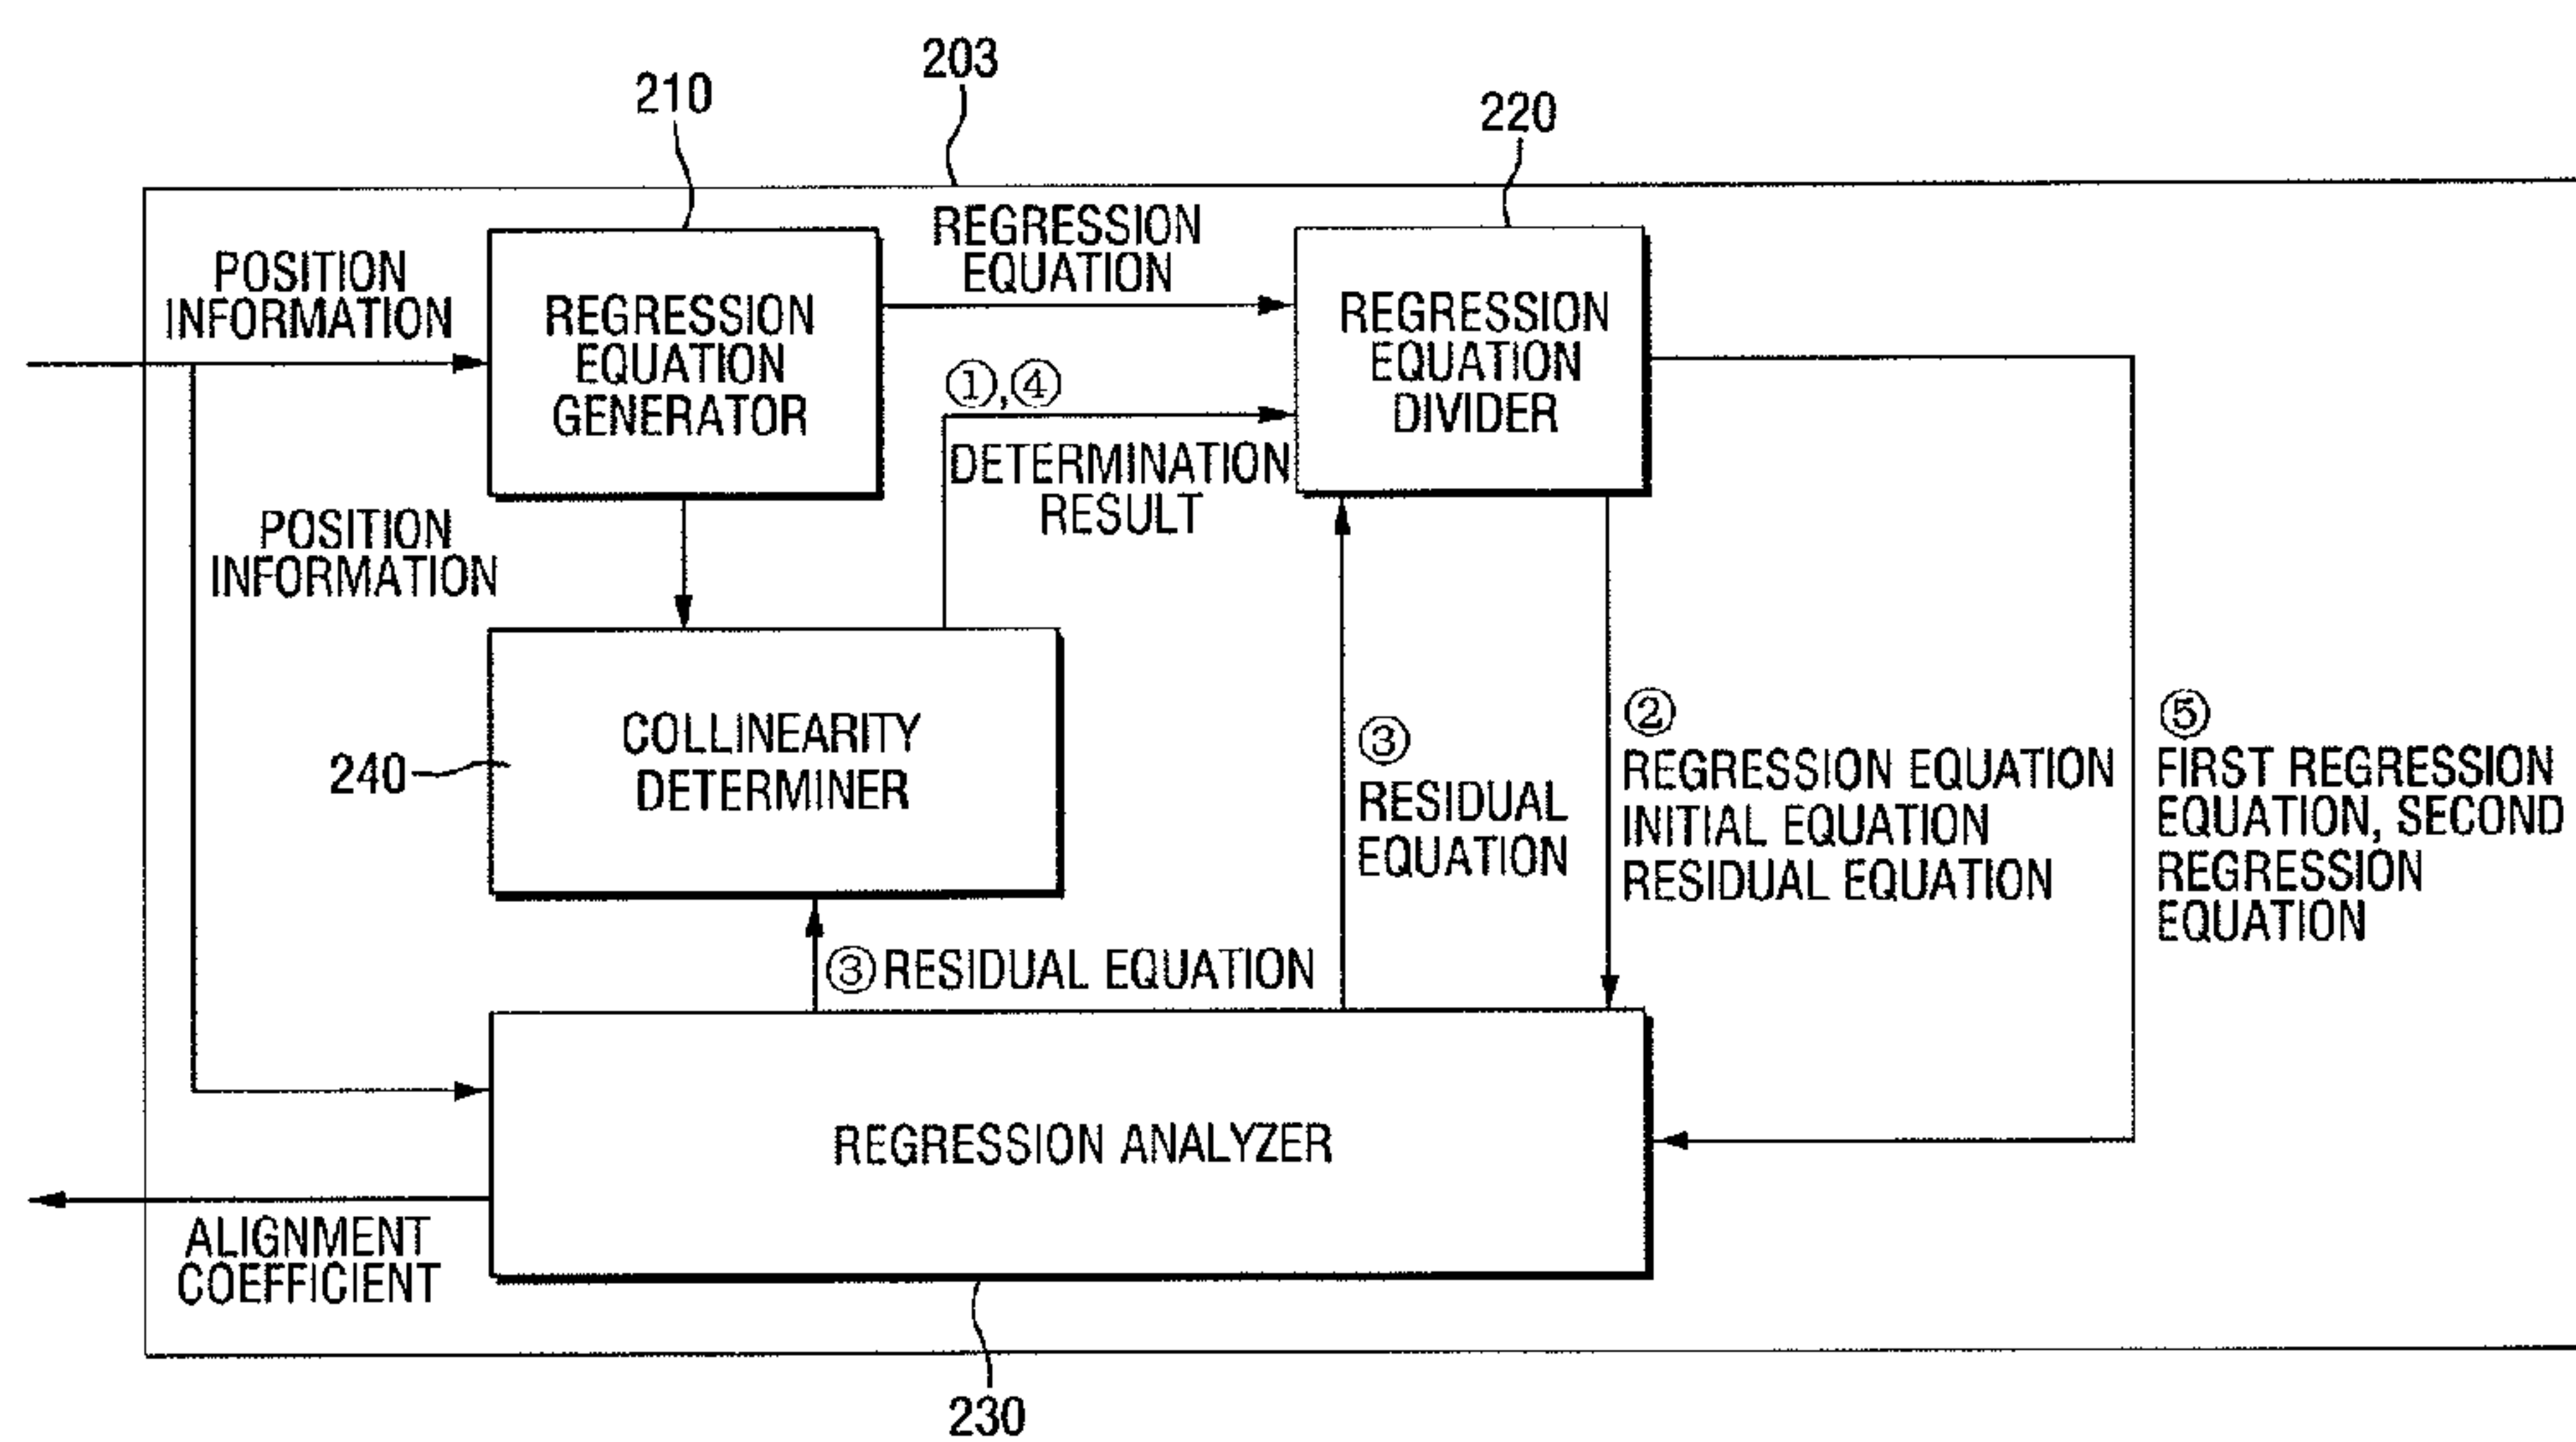 203
210
220
POSITION
INFORMATION
REGRESSION
EQUATION
GENERATOR
REGRESSION
EQUATION
REGRESSION
EQUATION
DIVIDER
①,④
DETERMINATION
RESULT
POSITION
INFORMATION
240
COLLINEARITY
DETERMINER
③
RESIDUAL
EQUATION
②
REGRESSION EQUATION
INITIAL EQUATION
RESIDUAL EQUATION
⑤
FIRST REGRESSION
EQUATION, SECOND
REGRESSION
EQUATION
③ RESIDUAL EQUATION
REGRESSION ANALYZER
ALIGNMENT
COEFFICIENT
230